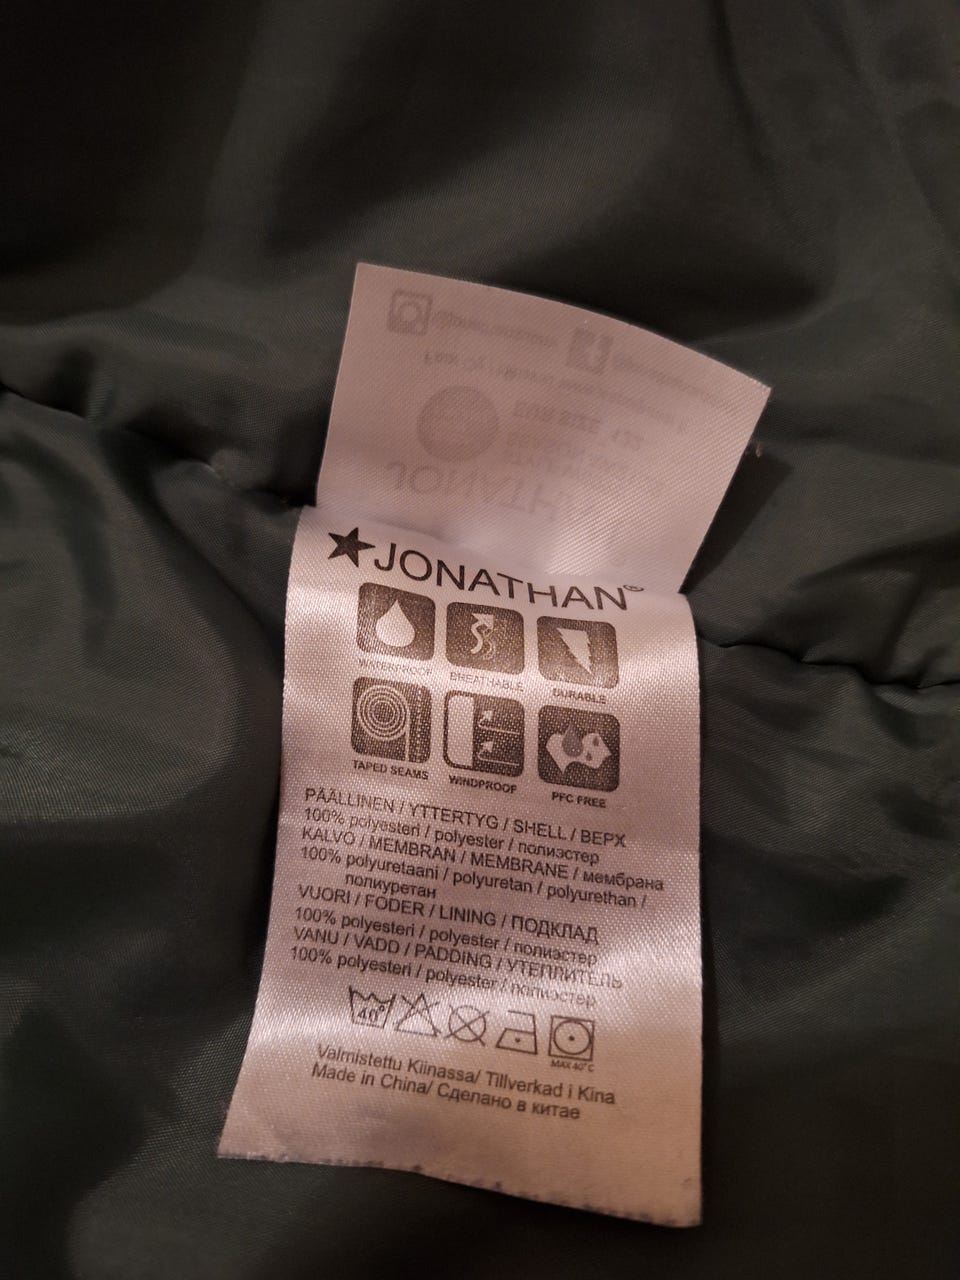 ★JONATHAN®
WATERPROOF BREATHABLE DURABLE
TAPED SEAMS WINDPROOF PFC FREE
PÄÄLLINEN / YTTERTYG / SHELL / ВЕРХ
100% polyesteri / polyester / полиэстер
KALVO / MEMBRAN / MEMBRANE / мембрана
100% polyuretaani / polyuretan / polyurethan /
полиуретан
VUORI / FODER / LINING / ПОДКЛАД
100% polyesteri / polyester / полиэстер
VANU / VADD / PADDING / УТЕПЛИТЕЛЬ
100% polyesteri / polyester / полиэстер
40°
MAX 40°C
Valmistettu Kiinassa/ Tillverkad i Kina
Made in China/ Сделано в китае